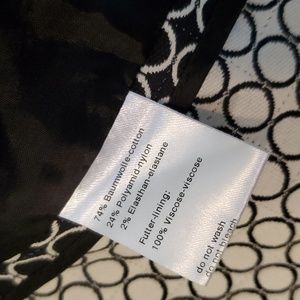 74% Baumwolle-cotton
24% Polyamid-nylon
2% Elasthan-elastane
Futter-lining:
100% Viscose-viscose
do not wash
do not bleach